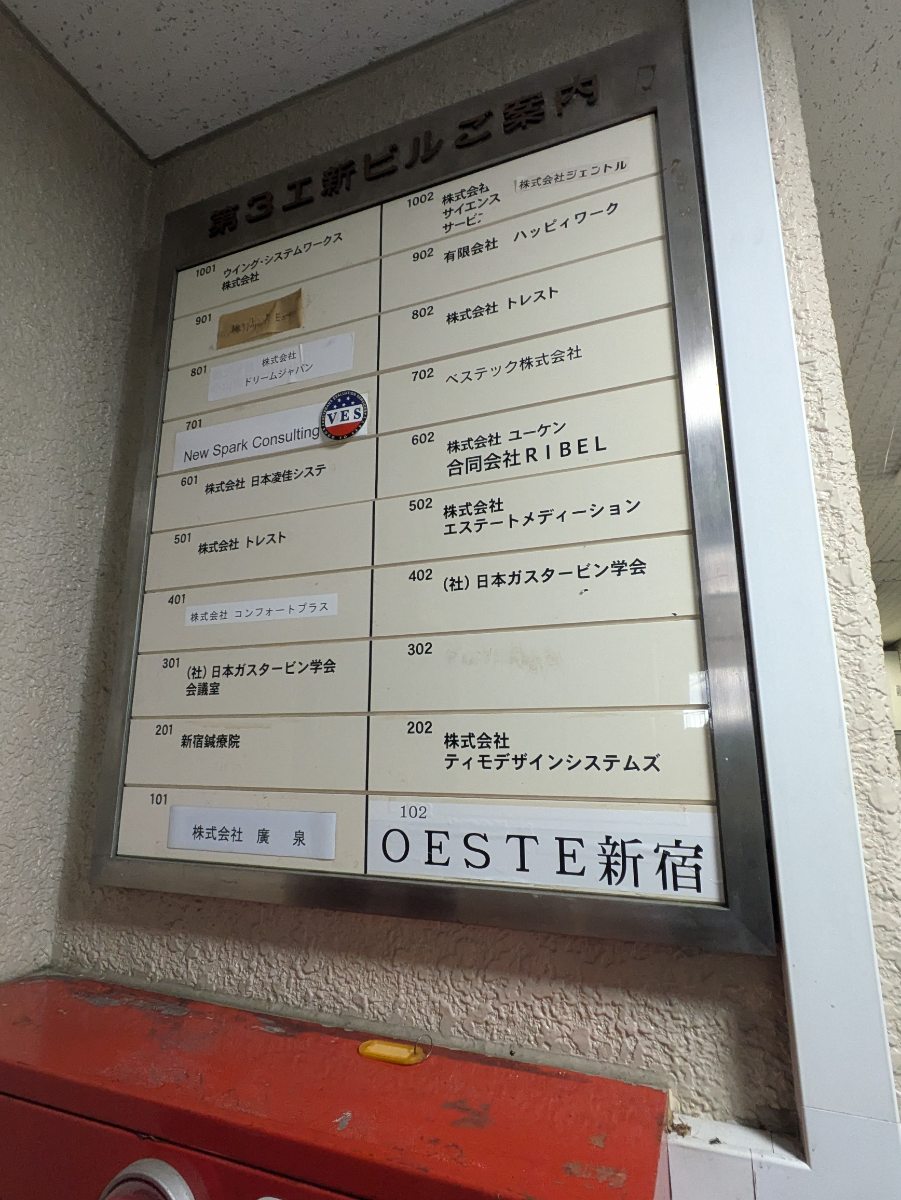 第3工新ビルご案内
1001 ウイング・システムワークス
株式会社
901
801 株式会社
ドリームジャパン
701
New Spark Consulting VES
601 株式会社 日本凌佳システ
501 株式会社 トレスト
401
株式会社 コンフォートプラス
301 (社)日本ガスタービン学会
会議室
201 新宿鍼療院
101
株式会社 廣 泉
1002 株式会社 株式会社ジェントル
サイエンス
サービ
902 有限会社 ハッピィワーク
802 株式会社 トレスト
702 ベステック株式会社
602 株式会社 ユーケン
合同会社RIBEL
502 株式会社
エステートメディーション
402 (社)日本ガスタービン学会
302
202 株式会社
ティモデザインシステムズ
102
OESTE新宿